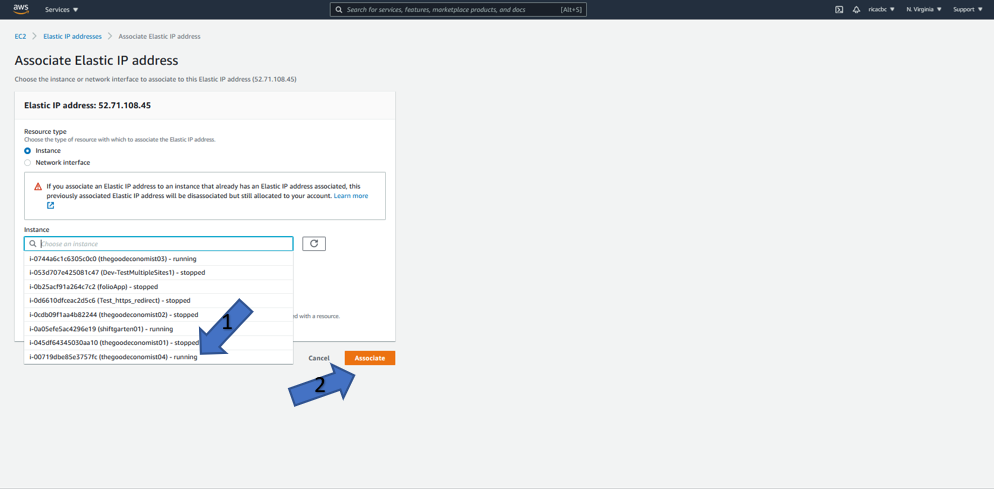 aws
Services
Search for services, features, marketplace products, and docs [Alt+S]
ricacbc
N. Virginia
Support
EC2 > Elastic IP addresses > Associate Elastic IP address
Associate Elastic IP address
Choose the instance or network interface to associate to this Elastic IP address (52.71.108.45)
Elastic IP address: 52.71.108.45
Resource type
Choose the type of resource with which to associate the Elastic IP address.
Instance
Network interface
If you associate an Elastic IP address to an instance that already has an Elastic IP address associated, this
previously associated Elastic IP address will be disassociated but still allocated to your account. Learn more
Instance
Choose an instance
i-0744a6c1c6305c0c0 (thegoodeconomist03) - running
i-053d707e425081c47 (Dev-TestMultipleSites1) - stopped
i-0b25acf91a264c7c2 (folioApp) - stopped
i-0d6610dfceac2d5c6 (Test_https_redirect) - stopped
i-0cdb09f1aa4b82244 (thegoodeconomist02) - stopped
ed with a resource.
1
i-0a05efe5ac4296e19 (shiftgarten01) - running
i-045df64345030aa10 (thegoodeconomist01) - stopped
i-00719dbe85e3757fc (thegoodeconomist04) - running
Cancel
Associate
2